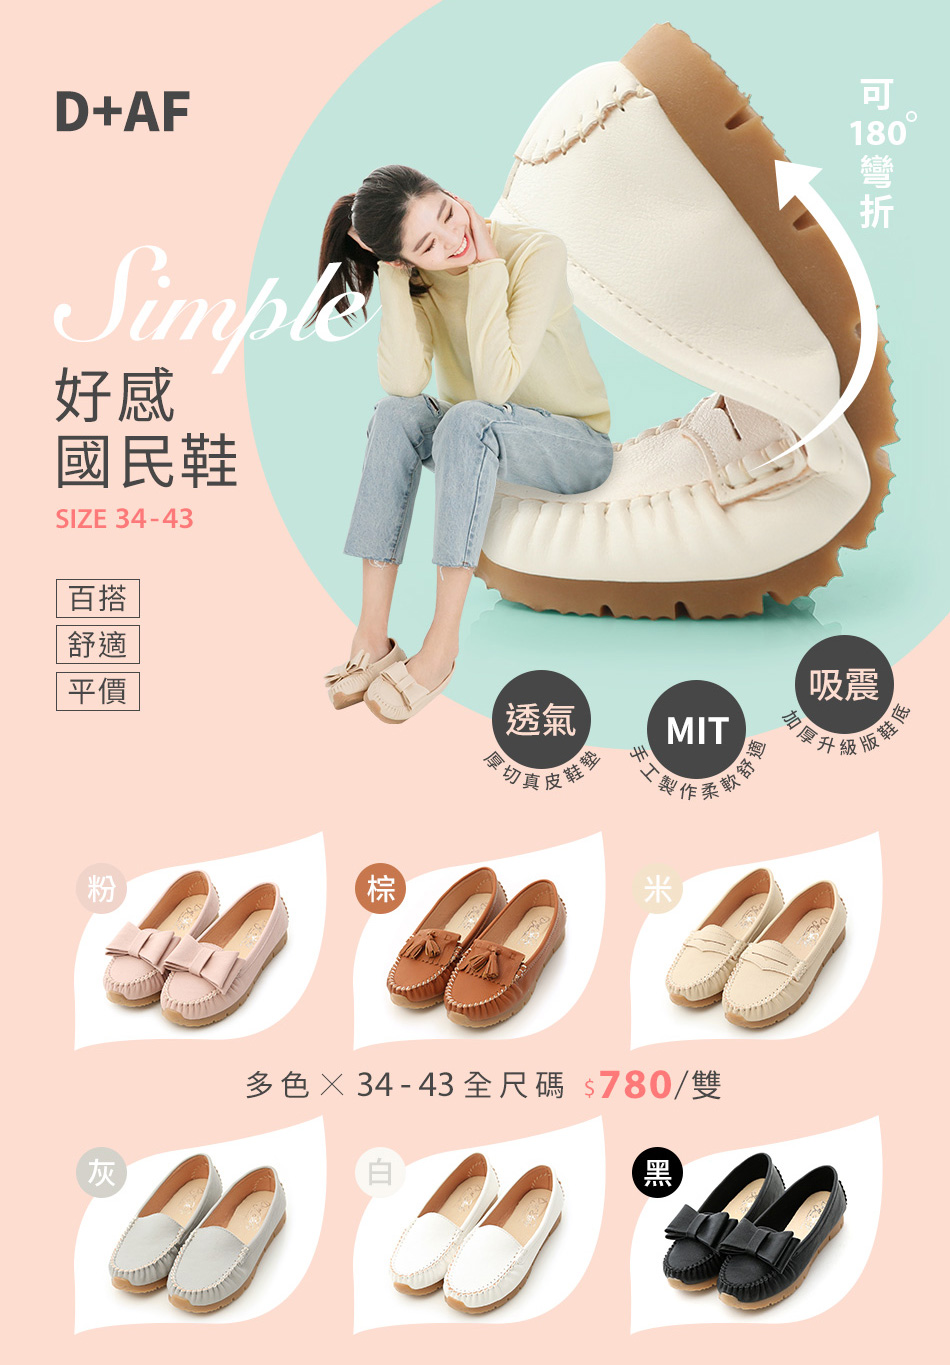 D+AF
可
180°
彎
折
Simple
好感
國民鞋
SIZE 34-43
百搭
舒適
平價
透氣
厚切真皮鞋墊
MIT
手工製作柔軟舒適
吸震
加厚升級版鞋底
粉
棕
米
多色×34-43全尺碼 $780/雙
灰
白
黑